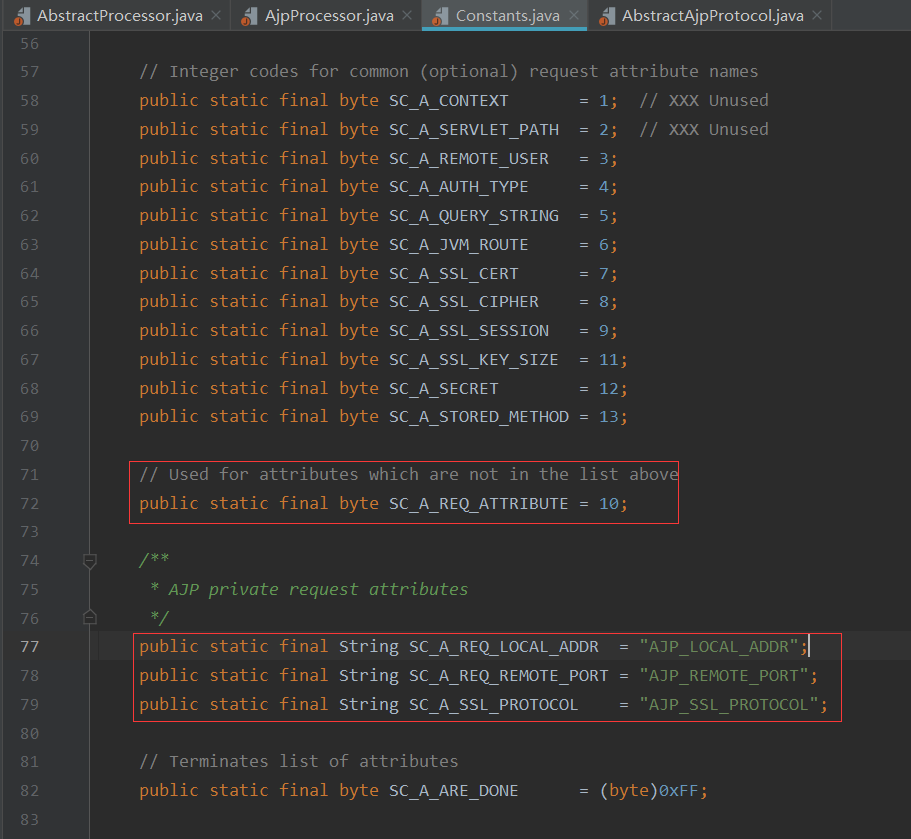 AbstractProcessor.java × AjpProcessor.java × Constants.java × AbstractAjpProtocol.java ×
56
57 // Integer codes for common (optional) request attribute names
58 public static final byte SC_A_CONTEXT = 1; // XXX Unused
59 public static final byte SC_A_SERVLET_PATH = 2; // XXX Unused
60 public static final byte SC_A_REMOTE_USER = 3;
61 public static final byte SC_A_AUTH_TYPE = 4;
62 public static final byte SC_A_QUERY_STRING = 5;
63 public static final byte SC_A_JVM_ROUTE = 6;
64 public static final byte SC_A_SSL_CERT = 7;
65 public static final byte SC_A_SSL_CIPHER = 8;
66 public static final byte SC_A_SSL_SESSION = 9;
67 public static final byte SC_A_SSL_KEY_SIZE = 11;
68 public static final byte SC_A_SECRET = 12;
69 public static final byte SC_A_STORED_METHOD = 13;
70
71 // Used for attributes which are not in the list above
72 public static final byte SC_A_REQ_ATTRIBUTE = 10;
73
74 /**
75 * AJP private request attributes
76 */
77 public static final String SC_A_REQ_LOCAL_ADDR = "AJP_LOCAL_ADDR";
78 public static final String SC_A_REQ_REMOTE_PORT = "AJP_REMOTE_PORT";
79 public static final String SC_A_SSL_PROTOCOL = "AJP_SSL_PROTOCOL";
80
81 // Terminates list of attributes
82 public static final byte SC_A_ARE_DONE = (byte)0xFF;
83